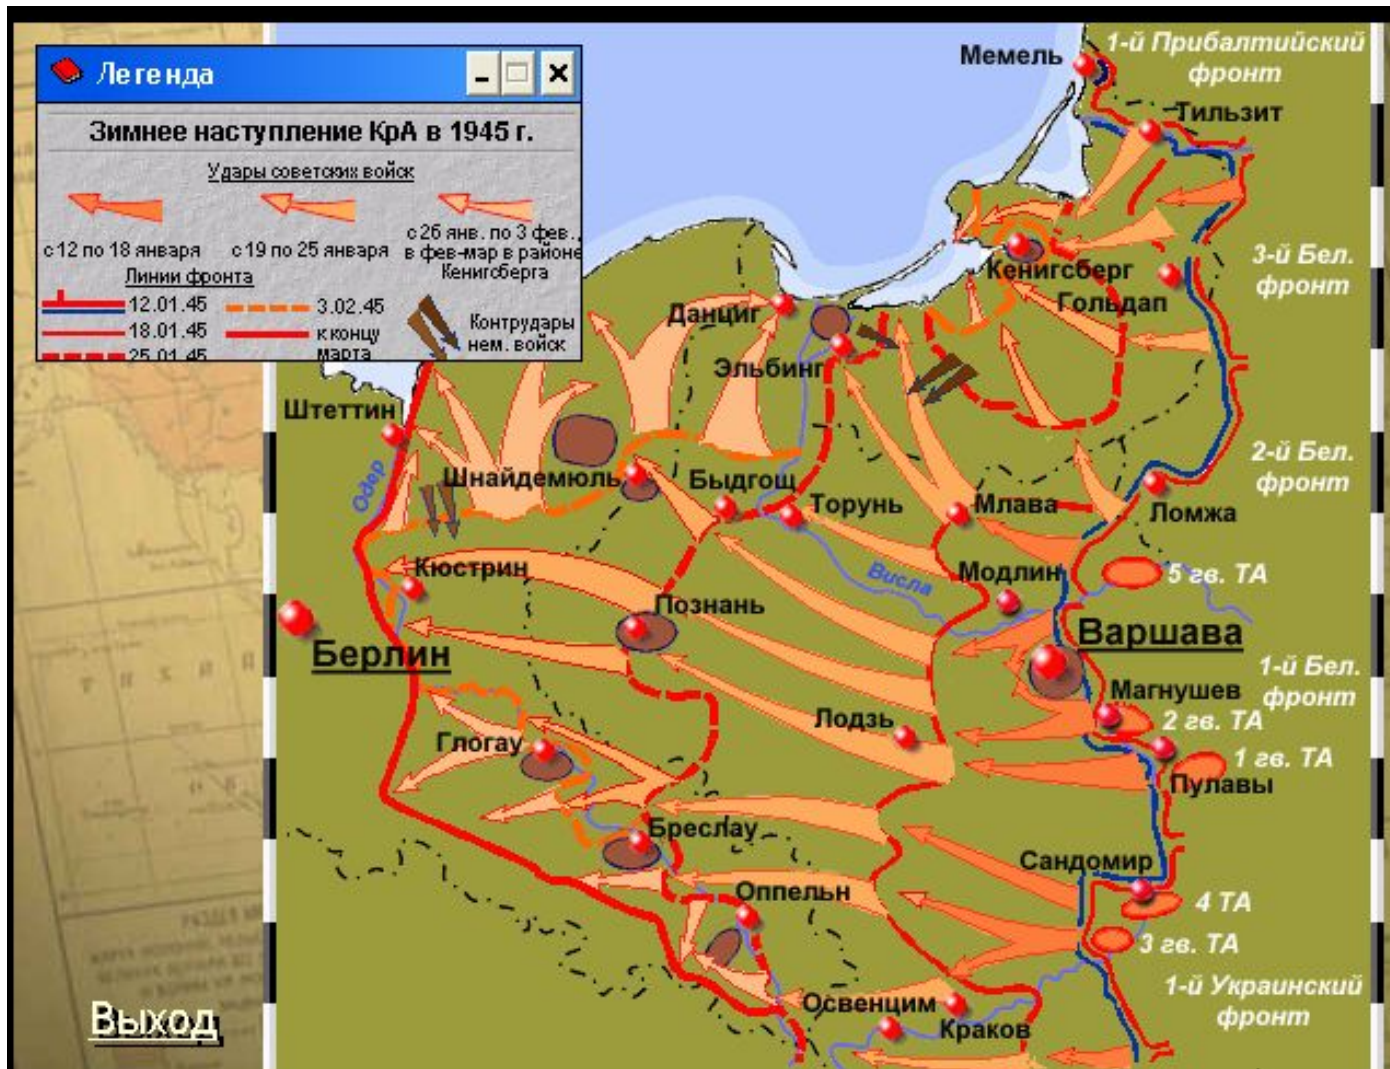 Легенда
Зимнее наступление КрА в 1945 г.
Удары советских войск
с 12 по 18 января
с 19 по 25 января
с 26 янв. по 3 фев.,
в фев-мар в районе
Кенигсберга
Линии фронта
12.01.45
3.02.45
18.01.45
к концу
марта
25.01.45
Контрудары
нем. войск
Мемель
1-й Прибалтийский
фронт
Тильзит
Кенигсберг
3-й Бел.
фронт
Гольдап
Данциг
Эльбинг
Штеттин
Одер
Шнайдемюль
Быдгощ
Торунь
Млава
2-й Бел.
фронт
Ломжа
Кюстрин
Висла
Модлин
5 гв. ТА
Познань
Варшава
Берлин
1-й Бел.
фронт
Магнушев
2 гв. ТА
Лодзь
Глогау
1 гв. ТА
Пулавы
Бреслау
Сандомир
Оппельн
4 ТА
3 гв. ТА
Освенцим
1-й Украинский
фронт
Краков
Выход